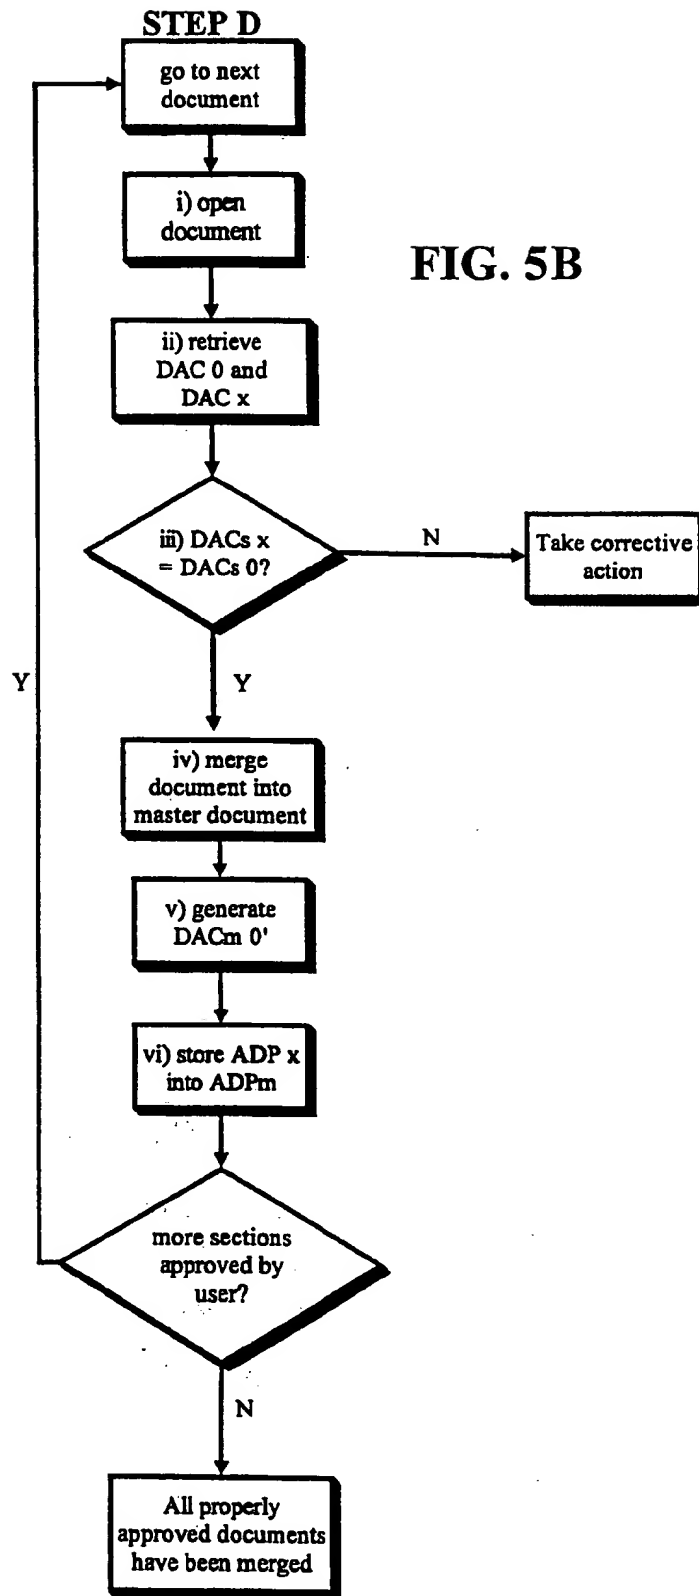 STEP D
go to next
document
i) open
document
FIG. 5B
ii) retrieve
DAC 0 and
DAC x
iii) DACs x
= DACs 0?
N
Take corrective
action
Y
Y
iv) merge
document into
master document
v) generate
DACm 0'
vi) store ADP x
into ADPm
more sections
approved by
user?
N
All properly
approved documents
have been merged